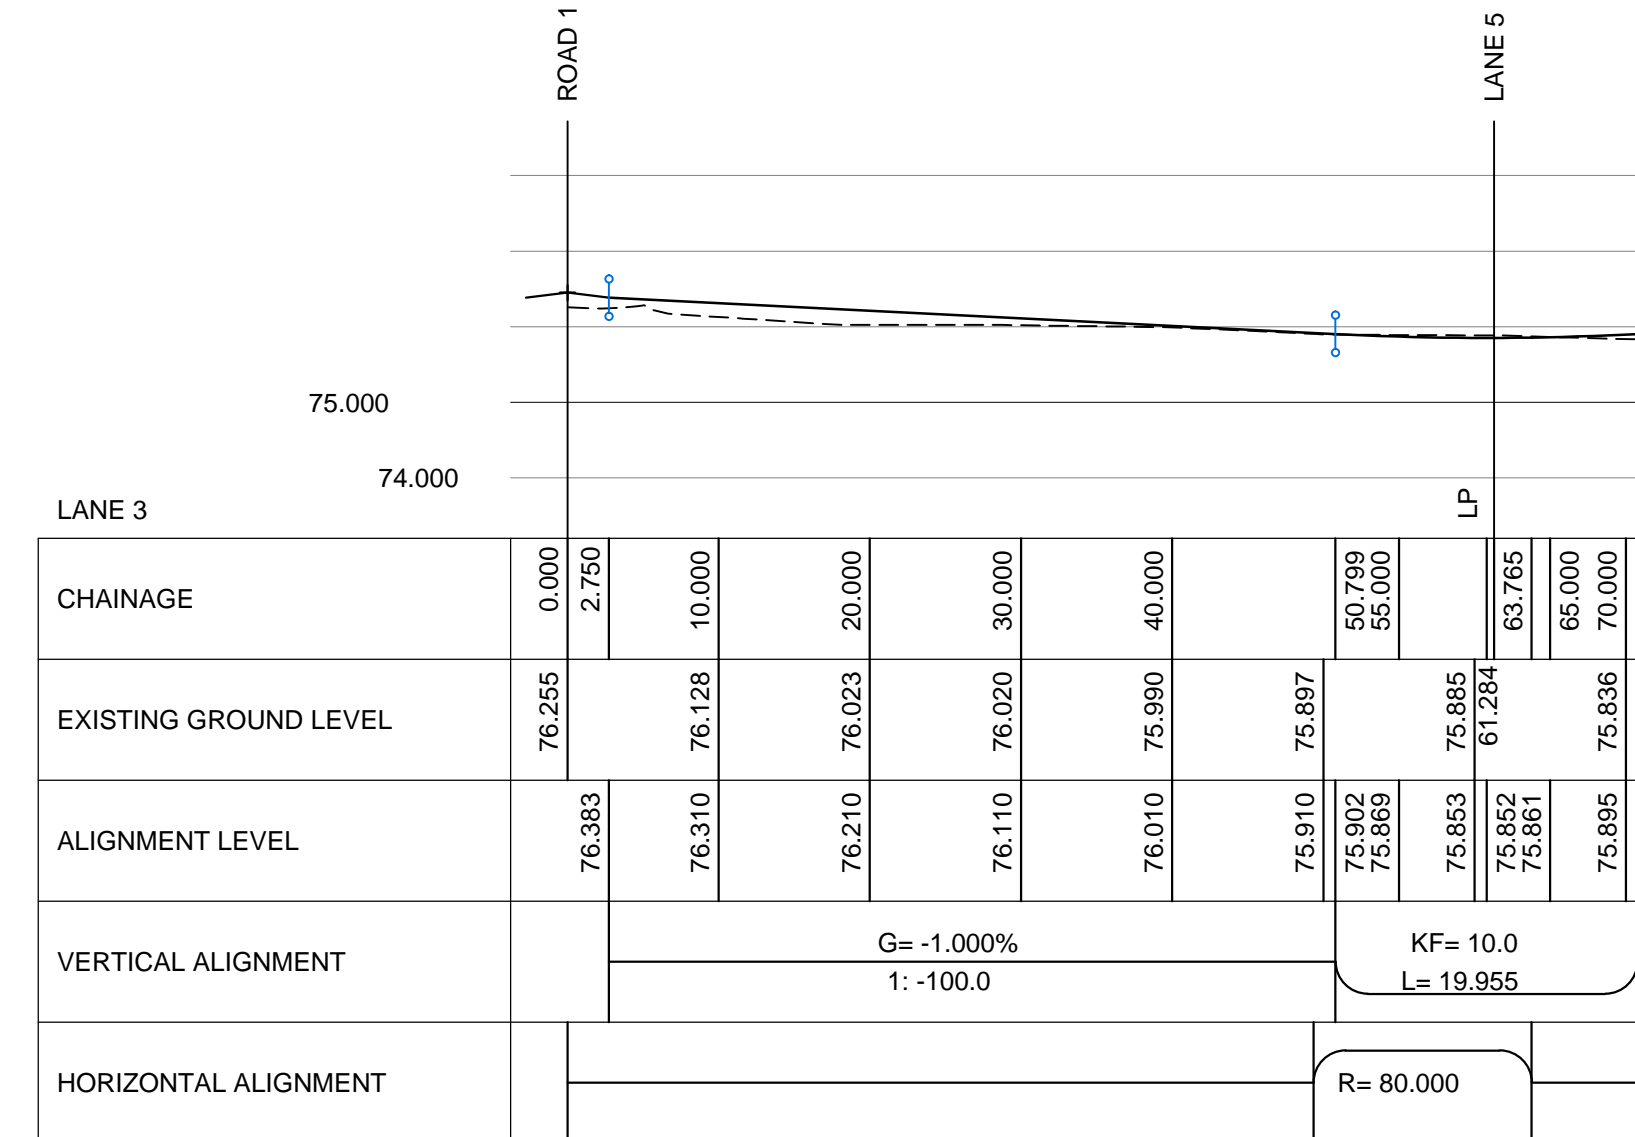 ROAD 1
LANE 5
75.000
74.000
LP
LANE 3
CHAINAGE
0.000
2.750
10.000
20.000
30.000
40.000
50.799
55.000
63.765
65.000
70.000
EXISTING GROUND LEVEL
76.255
76.128
76.023
76.020
75.990
75.897
75.885
61.284
75.836
ALIGNMENT LEVEL
76.383
76.310
76.210
76.110
76.010
75.910
75.902
75.869
75.853
75.852
75.861
75.895
VERTICAL ALIGNMENT
G= -1.000%
1: -100.0
KF= 10.0
L= 19.955
HORIZONTAL ALIGNMENT
R= 80.000